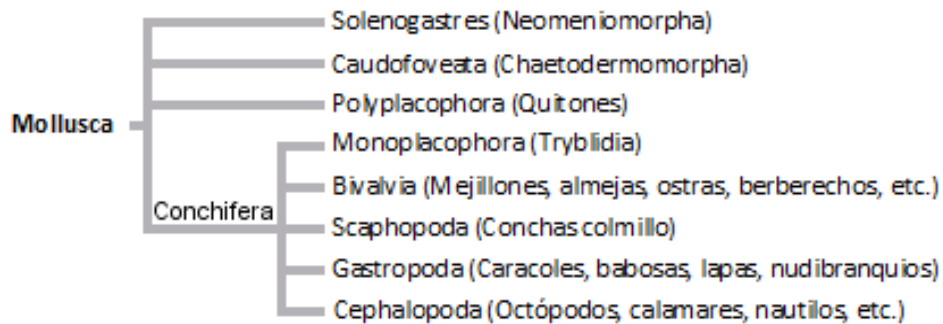 Solenogastres (Neomeniomorpha)
Caudofoveata (Chaetodermomorpha)
Polyplacophora (Quitones)
Mollusca
Monoplacophora (Tryblidia)
Bivalvia (Mejillones, almejas, ostras, berberechos, etc.)
Conchifera
Scaphopoda (Conchas colmillo)
Gastropoda (Caracoles, babosas, lapas, nudibranquios)
Cephalopoda (Octópodos, calamares, nautilos, etc.)